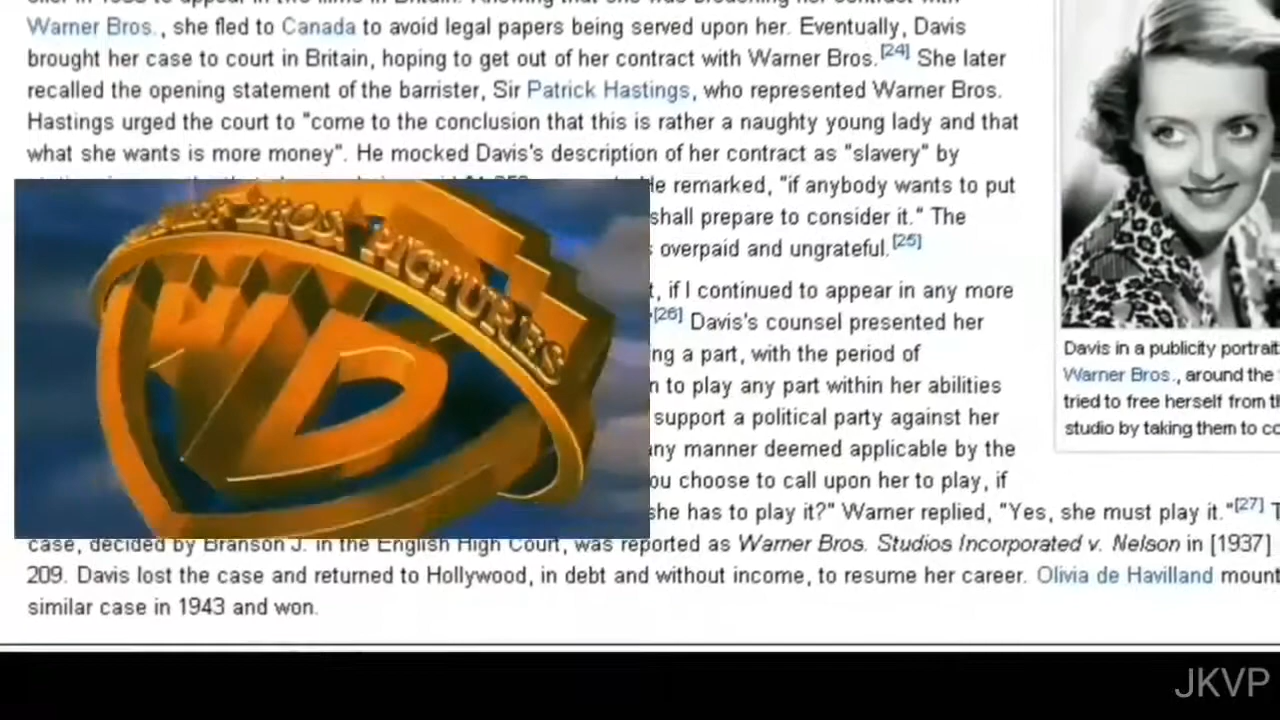 Warner Bros., she fled to Canada to avoid legal papers being served upon her. Eventually, Davis
brought her case to court in Britain, hoping to get out of her contract with Warner Bros.[24] She later
recalled the opening statement of the barrister, Sir Patrick Hastings, who represented Warner Bros.
Hastings urged the court to "come to the conclusion that this is rather a naughty young lady and that
what she wants is more money". He mocked Davis's description of her contract as "slavery" by
He remarked, "if anybody wants to put
shall prepare to consider it." The
overpaid and ungrateful.[25]
if I continued to appear in any more
[26] Davis's counsel presented her
a part, with the period of
to play any part within her abilities
support a political party against her
any manner deemed applicable by the
you choose to call upon her to play, if
she has to play it?" Warner replied, "Yes, she must play it."[27]
case, decided by Branson J. in the English High Court, was reported as Warner Bros. Studios Incorporated v. Nelson in [1937]
209. Davis lost the case and returned to Hollywood, in debt and without income, to resume her career. Olivia de Havilland mount
similar case in 1943 and won.
BROS PICTURES
WB
Davis in a publicity portrait
Warner Bros., around the
tried to free herself from th
studio by taking them to co
JKVP